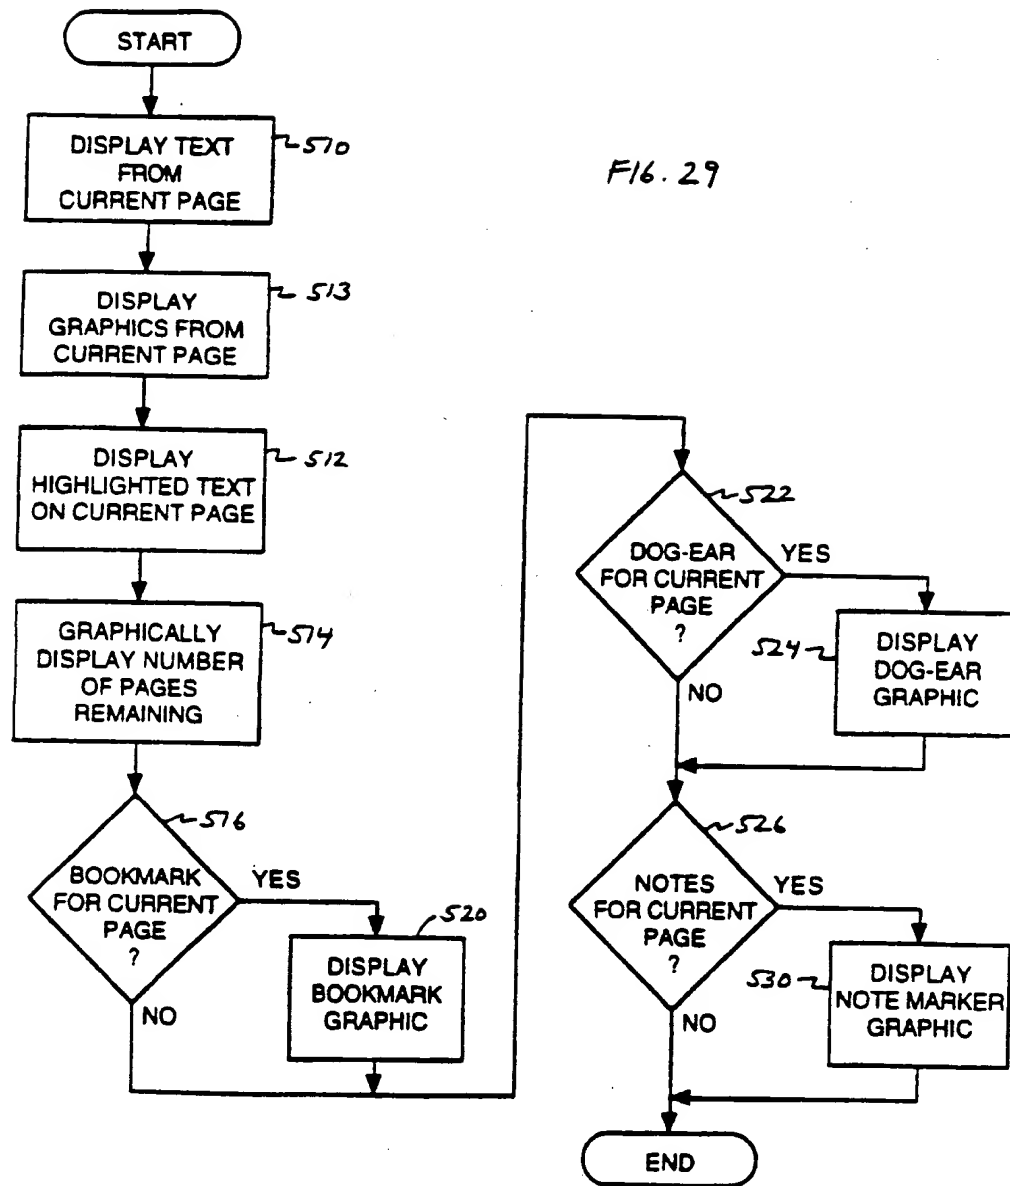 START
DISPLAY TEXT
FROM
CURRENT PAGE
510
FIG. 29
DISPLAY
GRAPHICS FROM
CURRENT PAGE
513
DISPLAY
HIGHLIGHTED TEXT
ON CURRENT PAGE
512
GRAPHICALLY
DISPLAY NUMBER
OF PAGES
REMAINING
514
BOOKMARK
FOR CURRENT
PAGE
?
516
YES
NO
520
DISPLAY
BOOKMARK
GRAPHIC
522
DOG-EAR
FOR CURRENT
PAGE
?
YES
NO
524
DISPLAY
DOG-EAR
GRAPHIC
526
NOTES
FOR CURRENT
PAGE
?
YES
NO
530
DISPLAY
NOTE MARKER
GRAPHIC
END